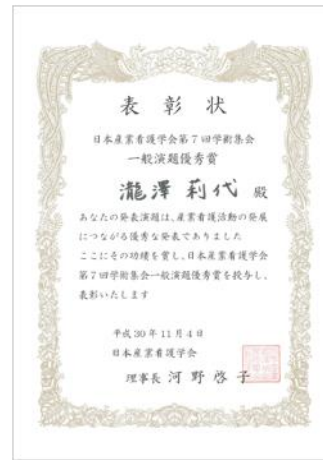 表彰状
日本産業看護学会第7回学術集会
一般演題優秀賞
瀧澤莉代 殿
あなたの発表演題は、産業看護活動の発展
につながる優秀な発表でありました
ここにその功績を賞し、日本産業看護学会
第7回学術集会一般演題優秀賞を授与し、
表彰いたします
平成30年11月4日
日本産業看護学会
理事長 河野啓子